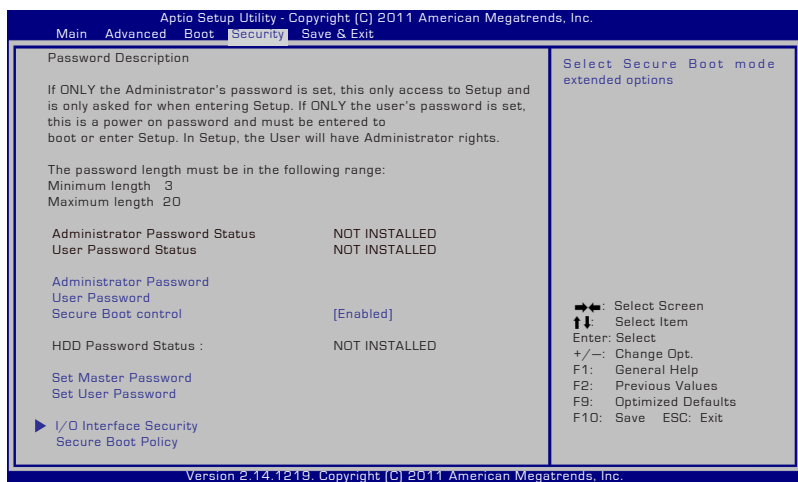 Aptio Setup Utility - Copyright (C) 2011 American Megatrends, Inc.
Main Advanced Boot Security Save & Exit
Password Description
If ONLY the Administrator's password is set, this only access to Setup and
is only asked for when entering Setup. If ONLY the user's password is set,
this is a power on password and must be entered to
boot or enter Setup. In Setup, the User will have Administrator rights.
The password length must be in the following range:
Minimum length 3
Maximum length 20
Administrator Password Status NOT INSTALLED
User Password Status NOT INSTALLED
Administrator Password
User Password
Secure Boot control [Enabled]
HDD Password Status : NOT INSTALLED
Set Master Password
Set User Password
I/O Interface Security
Secure Boot Policy
Select Secure Boot mode
extended options
→←: Select Screen
↑↓: Select Item
Enter: Select
+/—: Change Opt.
F1: General Help
F2: Previous Values
F9: Optimized Defaults
F10: Save ESC: Exit
Version 2.14.1219. Copyright (C) 2011 American Megatrends, Inc.